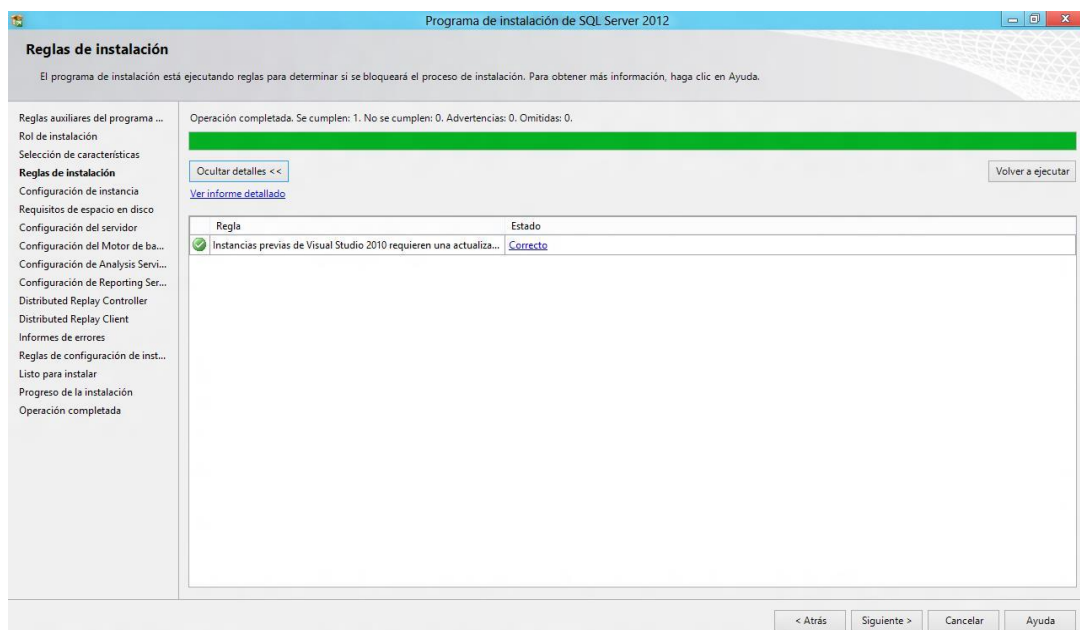 Programa de instalación de SQL Server 2012
Reglas de instalación
El programa de instalación está ejecutando reglas para determinar si se bloqueará el proceso de instalación. Para obtener más información, haga clic en Ayuda.
Reglas auxiliares del programa ...
Rol de instalación
Selección de características
Reglas de instalación
Configuración de instancia
Requisitos de espacio en disco
Configuración del servidor
Configuración del Motor de ba...
Configuración de Analysis Servi...
Configuración de Reporting Ser...
Distributed Replay Controller
Distributed Replay Client
Informes de errores
Reglas de configuración de inst...
Listo para instalar
Progreso de la instalación
Operación completada
Operación completada. Se cumplen: 1. No se cumplen: 0. Advertencias: 0. Omitidas: 0.
Ocultar detalles << Volver a ejecutar
Ver informe detallado
Regla Estado
Instancias previas de Visual Studio 2010 requieren una actualiza... Correcto
< Atrás Siguiente > Cancelar Ayuda